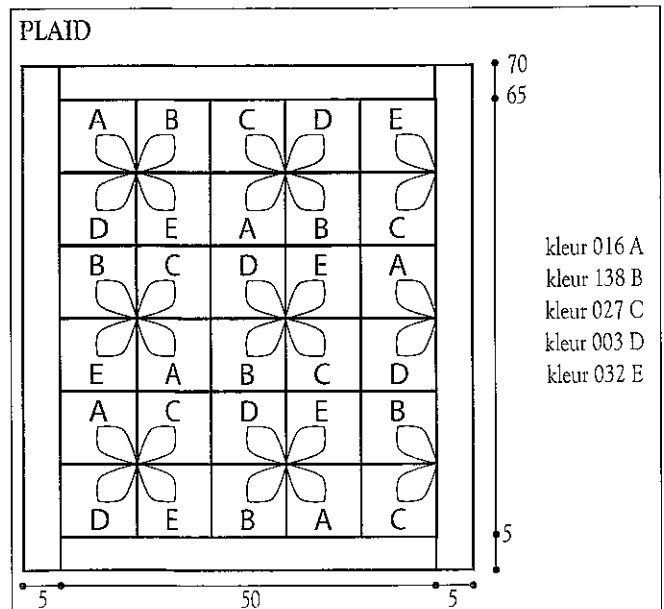 PLAID
70
65
A B C D E
D E A B C
B C D E A
E A B C D
A C D E B
D E B A C
kleur 016 A
kleur 138 B
kleur 027 C
kleur 003 D
kleur 032 E
5
5 50 5